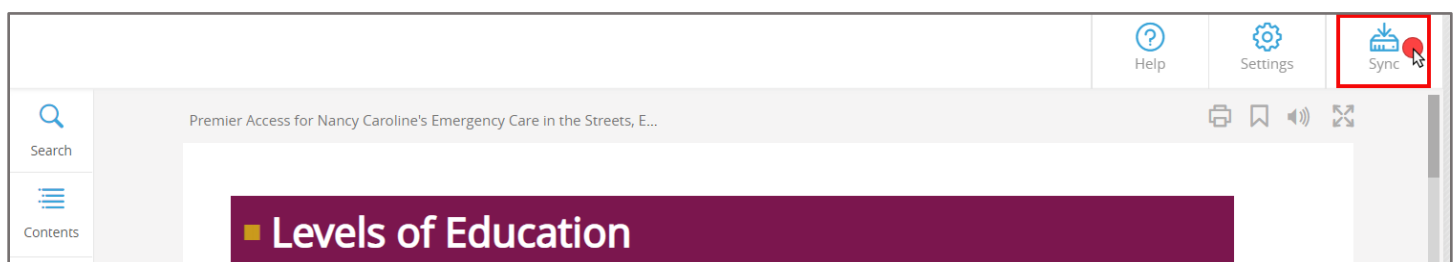 Help
Settings
Sync
Search
Premier Access for Nancy Caroline's Emergency Care in the Streets, E...
Contents
Levels of Education